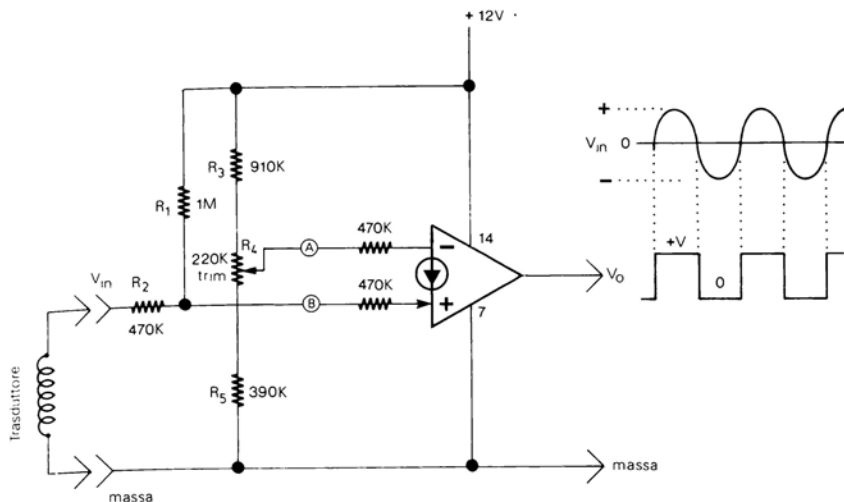 + 12V
R3
910K
R1
1M
R4
220K
trim
A
470K
−
14
Vin
R2
470K
B
470K
+
7
Vo
Trasduttore
R5
390K
massa
massa
+
Vin 0
−
+V
0